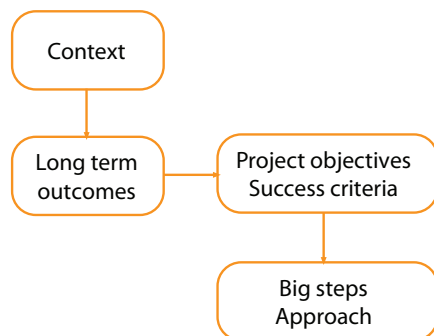 Context
Long term
outcomes
Project objectives
Success criteria
Big steps
Approach